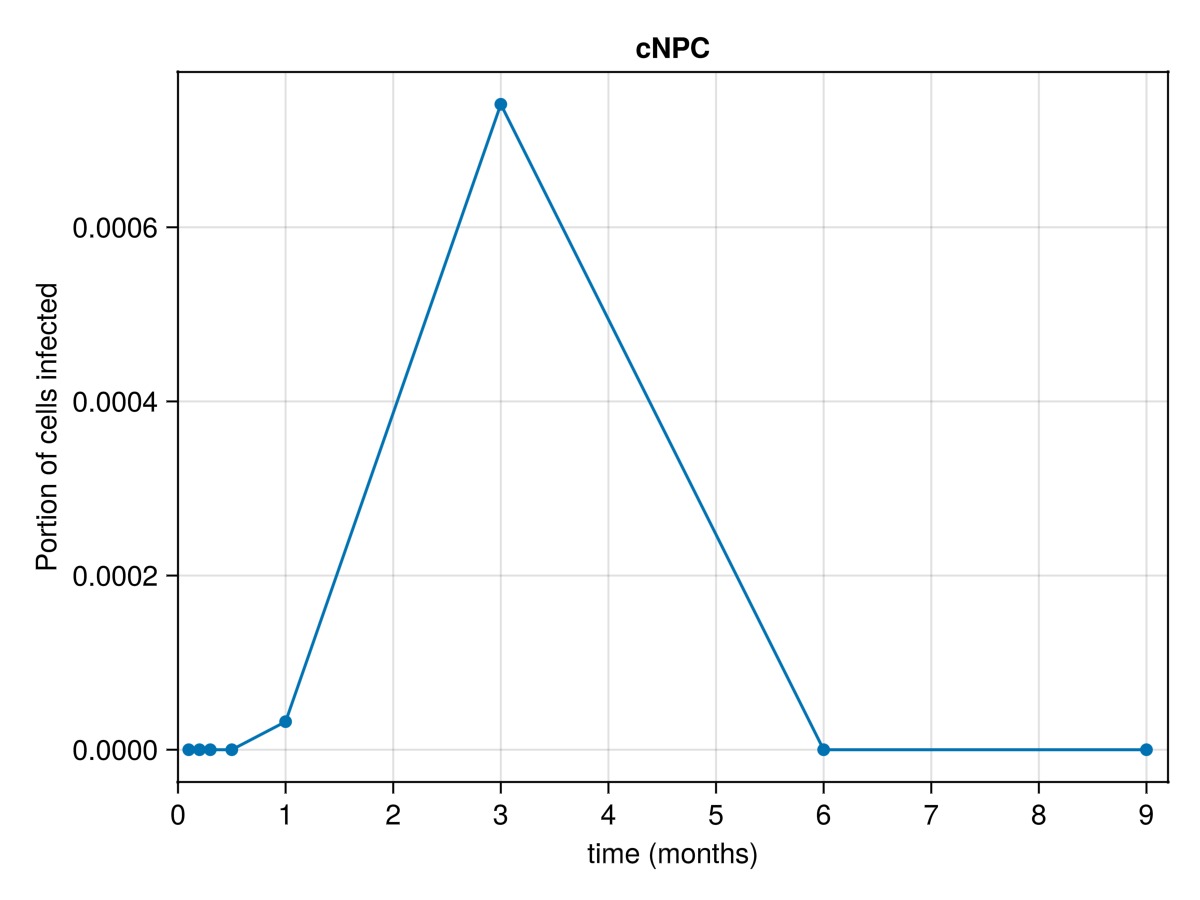 cNPC
Portion of cells infected
0.0006
0.0004
0.0002
0.0000
0 1 2 3 4 5 6 7 8 9
time (months)